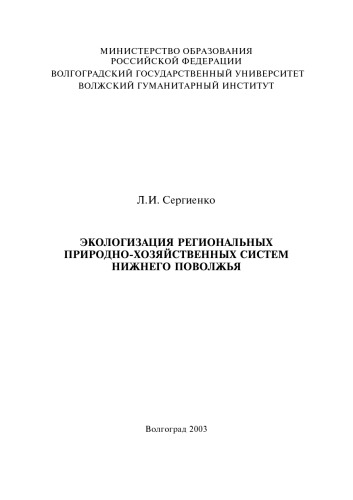 МИНИСТЕРСТВО ОБРАЗОВАНИЯ
РОССИЙСКОЙ ФЕДЕРАЦИИ
ВОЛГОГРАДСКИЙ ГОСУДАРСТВЕННЫЙ УНИВЕРСИТЕТ
ВОЛЖСКИЙ ГУМАНИТАРНЫЙ ИНСТИТУТ
Л.И. Сергиенко
ЭКОЛОГИЗАЦИЯ РЕГИОНАЛЬНЫХ
ПРИРОДНО-ХОЗЯЙСТВЕННЫХ СИСТЕМ
НИЖНЕГО ПОВОЛЖЬЯ
Волгоград 2003